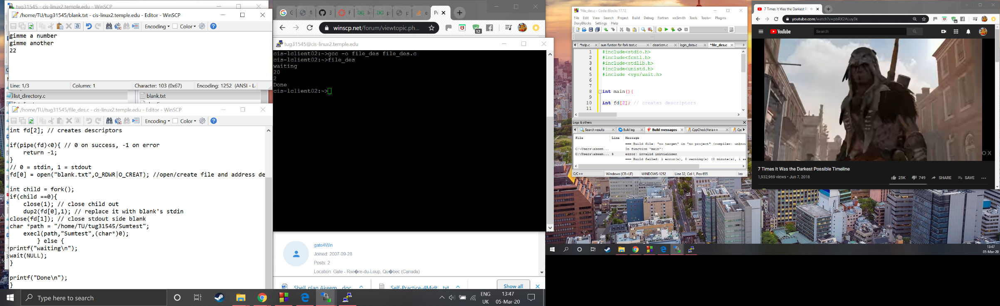 tug31545 - cis-linux2.temple.edu - WinSCP
/home/TU/tug31545/blank.txt - cis-linux2.temple.edu - Editor - WinSCP
Encoding Color
gimme a number
gimme another
22
Line: 1/3 Column: 1 Character: 103 (0x67) Encoding: 1252 (ANSI - L
list_directory.c blank.txt
/home/TU/tug31545/file_des.c - cis-linux2.temple.edu - Editor - WinSCP
Encoding Color
int fd[2]; // creates descriptors
if(pipe(fd)<0){ // 0 on success, -1 on error
return -1;
}
// 0 = stdin, 1 = stdout
fd[0] = open("blank.txt",O_RDWR|O_CREAT); //open/create file and address de
int child = fork();
if(child ==0){
close(1); // close child out
dup2(fd[0],1); // replace it with blank's stdin
close(fd[1]); // close stdout side blank
char *path = "/home/TU/tug31545/Sumtest";
execl(path,"Sumtest",(char*)0);
} else {
printf("waiting\n");
wait(NULL);
}
printf("Done\n");
}
Type here to search
winscp.net/forum/viewtopic.ph...
12
tug31545@cis-linux2.temple.edu
cis-lclient02:~>gcc -o file_des file_des.c
cis-lclient02:~>file_des
waiting
20
2
Done
cis-lclient02:~>
gate4Win
Joined: 2007-09-28
Posts: 2
Location: Gate - Rivi�re-du-Loup, Qu�bec (Canada)
Shell plan Akeem_.doc
Self-Practice-4Midt_.txt
Show all
ENG
UK
13:47
05-Mar-20
*file_des.c - Code::Blocks 17.12
File Edit View Search Project Build Debug Fortran wxSmith Tools Tools+ Plugins
DoxyBlocks Settings Help
*help.c sum funtion for fork test.c clearScrn.c login_data.c *file_des.c
1 #include<stdio.h>
2 #include<fcntl.h>
3 #include<stdlib.h>
4 #include<unistd.h>
5 #include <sys/wait.h>
6
7
8 int main(){
9
10 int fd[2]; // creates descriptors
11
Logs & others
Search results Build log Build messages CppCheck/Vera++
File Line Message
=== Build file: "no target" in "no project" (compiler: unknow
C:\Users\akeem... In function 'main':
C:\Users\akeem... 5 error: invalid initializer
=== Build failed: 1 error(s), 0 warning(s) (0 minute(s), 1 se
C/C++ Windows (CR+LF) WINDOWS-1252 Line 32, Col 1, Pos 655 Ins
13:47
05-Mar-20
7 Times It Was the Darkest P
youtube.com/watch?v=pbRX2ALuy3k
YouTube
Search
7 Times It Was the Darkest Possible Timeline
1,932,969 views • Jun 7, 2018
25K 749 SHARE SAVE